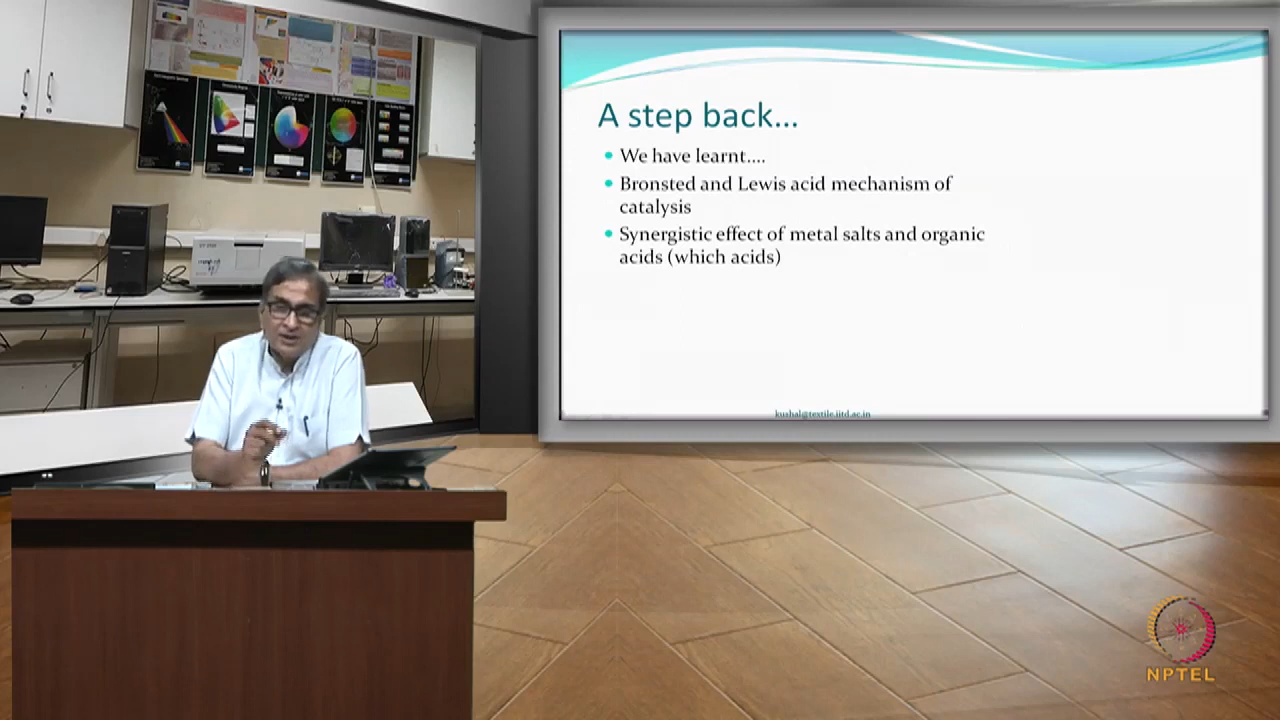 A step back...
We have learnt....
Bronsted and Lewis acid mechanism of
catalysis
Synergistic effect of metal salts and organic
acids (which acids)
kushal@textile.iitd.ac.in
NPTEL